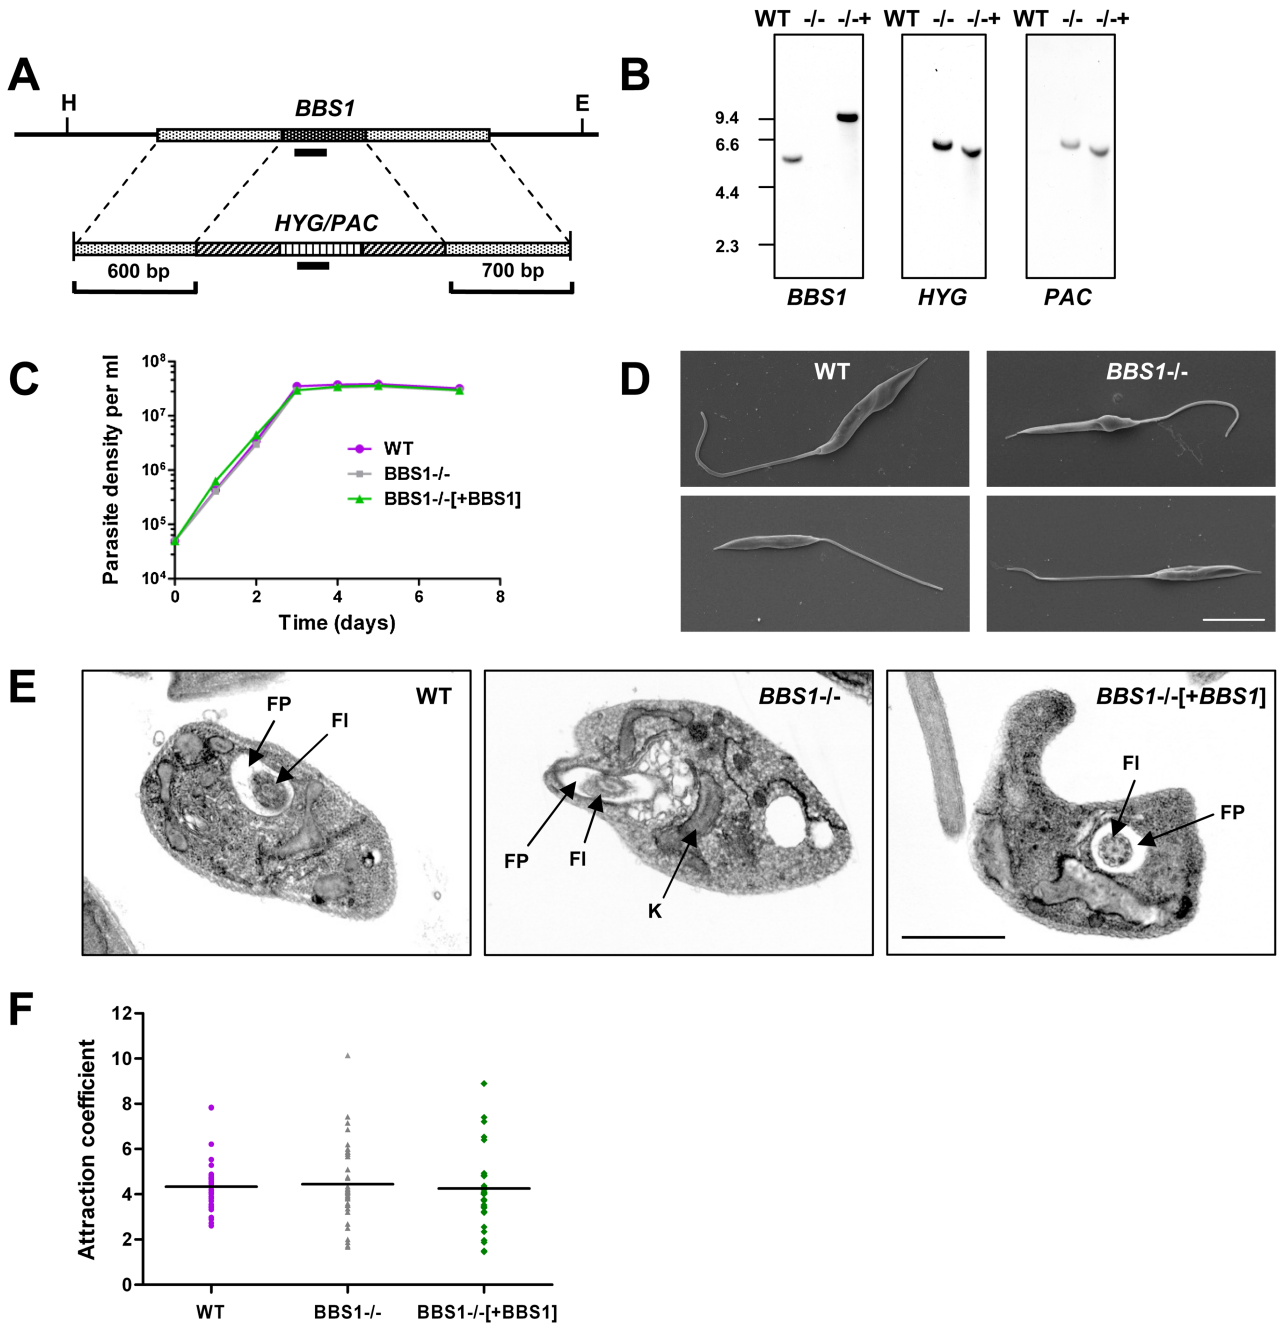 A
H
BBS1
E
HYG/PAC
600 bp
700 bp
B
WT -/- -/-+
WT -/- -/-+
WT -/- -/-+
9.4
6.6
4.4
2.3
BBS1
HYG
PAC
C
Parasite density per ml
10⁸
10⁷
10⁶
10⁵
10⁴
WT
BBS1-/-
BBS1-/-[+BBS1]
0 2 4 6 8
Time (days)
D
WT
BBS1-/-
E
WT
FP
FI
BBS1-/-
FP
FI
K
BBS1-/-[+BBS1]
FI
FP
F
Attraction coefficient
12
10
8
6
4
2
0
WT
BBS1-/-
BBS1-/-[+BBS1]